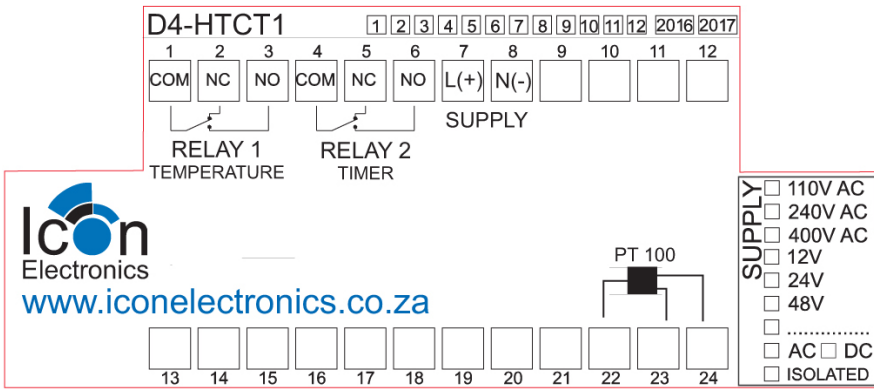 D4-HTCT1 1 2 3 4 5 6 7 8 9 10 11 12 2016 2017
1 2 3 4 5 6 7 8 9 10 11 12
COM NC NO COM NC NO L(+) N(-)
SUPPLY
RELAY 1 RELAY 2
TEMPERATURE TIMER
Icon
Electronics
www.iconelectronics.co.za
PT 100
13 14 15 16 17 18 19 20 21 22 23 24
SUPPLY
110V AC
240V AC
400V AC
12V
24V
48V
...............
AC DC
ISOLATED